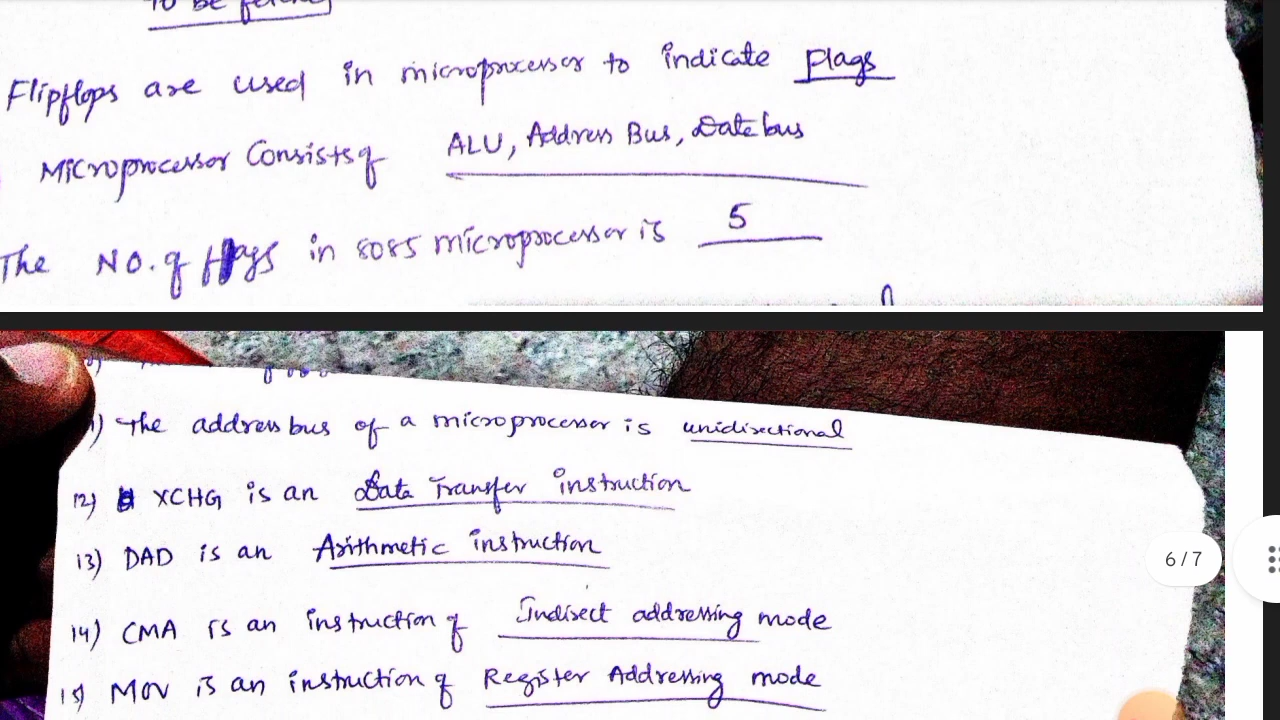 To be
Flipflops are used in microprocessor to indicate flags
Microprocessor Consists of ALU, Address Bus, Data bus
The No. of flags in 8085 microprocessor is 5
11) The address bus of a microprocessor is unidirectional
12) XCHG is an Data Transfer instruction
13) DAD is an Arithmetic instruction
6 / 7
14) CMA is an instruction of Indirect addressing mode
15) MOV is an instruction of Register Addressing mode